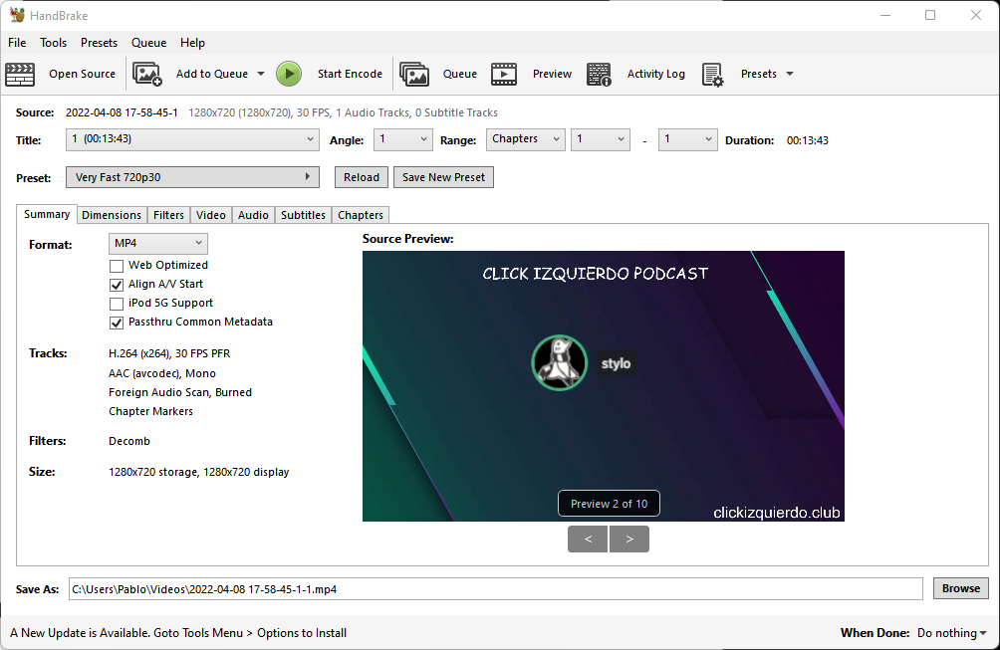 HandBrake
File Tools Presets Queue Help
Open Source Add to Queue Start Encode Queue Preview Activity Log Presets
Source: 2022-04-08 17-58-45-1 1280x720 (1280x720), 30 FPS, 1 Audio Tracks, 0 Subtitle Tracks
Title: 1 (00:13:43) Angle: 1 Range: Chapters 1 - 1 Duration: 00:13:43
Preset: Very Fast 720p30 Reload Save New Preset
Summary Dimensions Filters Video Audio Subtitles Chapters
Format: MP4
Web Optimized
Align A/V Start
iPod 5G Support
Passthru Common Metadata
Tracks: H.264 (x264), 30 FPS PFR
AAC (avcodec), Mono
Foreign Audio Scan, Burned
Chapter Markers
Filters: Decomb
Size: 1280x720 storage, 1280x720 display
Source Preview:
CLICK IZQUIERDO PODCAST
stylo
Preview 2 of 10
clickizquierdo.club
< >
Save As: C:\Users\Pablo\Videos\2022-04-08 17-58-45-1-1.mp4 Browse
A New Update is Available. Goto Tools Menu > Options to Install When Done: Do nothing